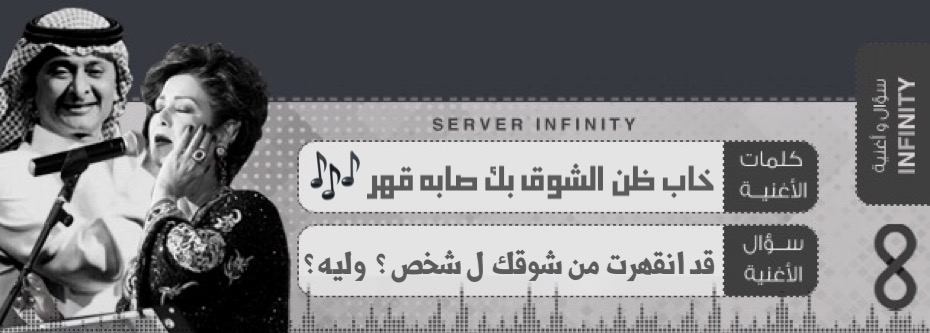 SERVER INFINITY
كلمات
الأغنيـة
خاب ظن الشوق بك صابه قهر
ســؤال
الأغنية
قد انقهرت من شوقك ل شخص ؟ وليه ؟
سؤال و أغنية
INFINITY
8